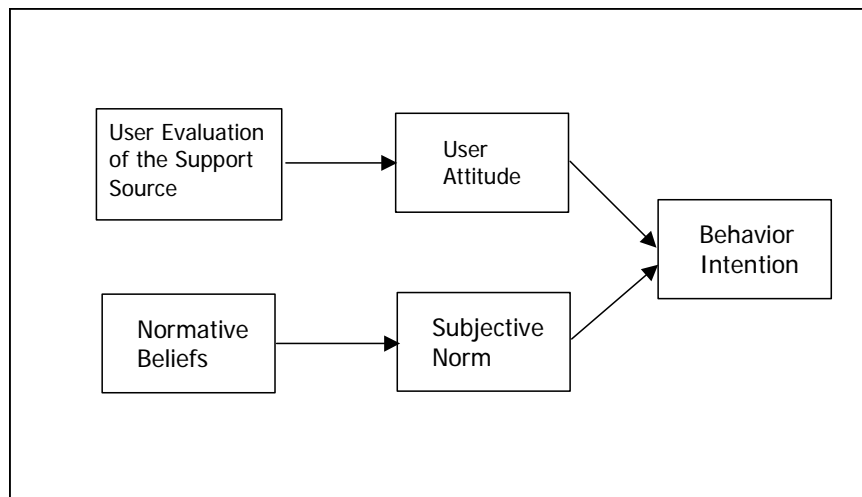 User Evaluation
of the Support
Source
User
Attitude
Behavior
Intention
Normative
Beliefs
Subjective
Norm